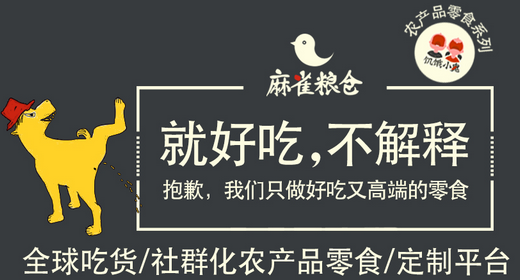 农产品零食系列
饥饿小鬼
麻雀粮仓
就好吃,不解释
抱歉，我们只做好吃又高端的零食
全球吃货/社群化农产品零食/定制平台